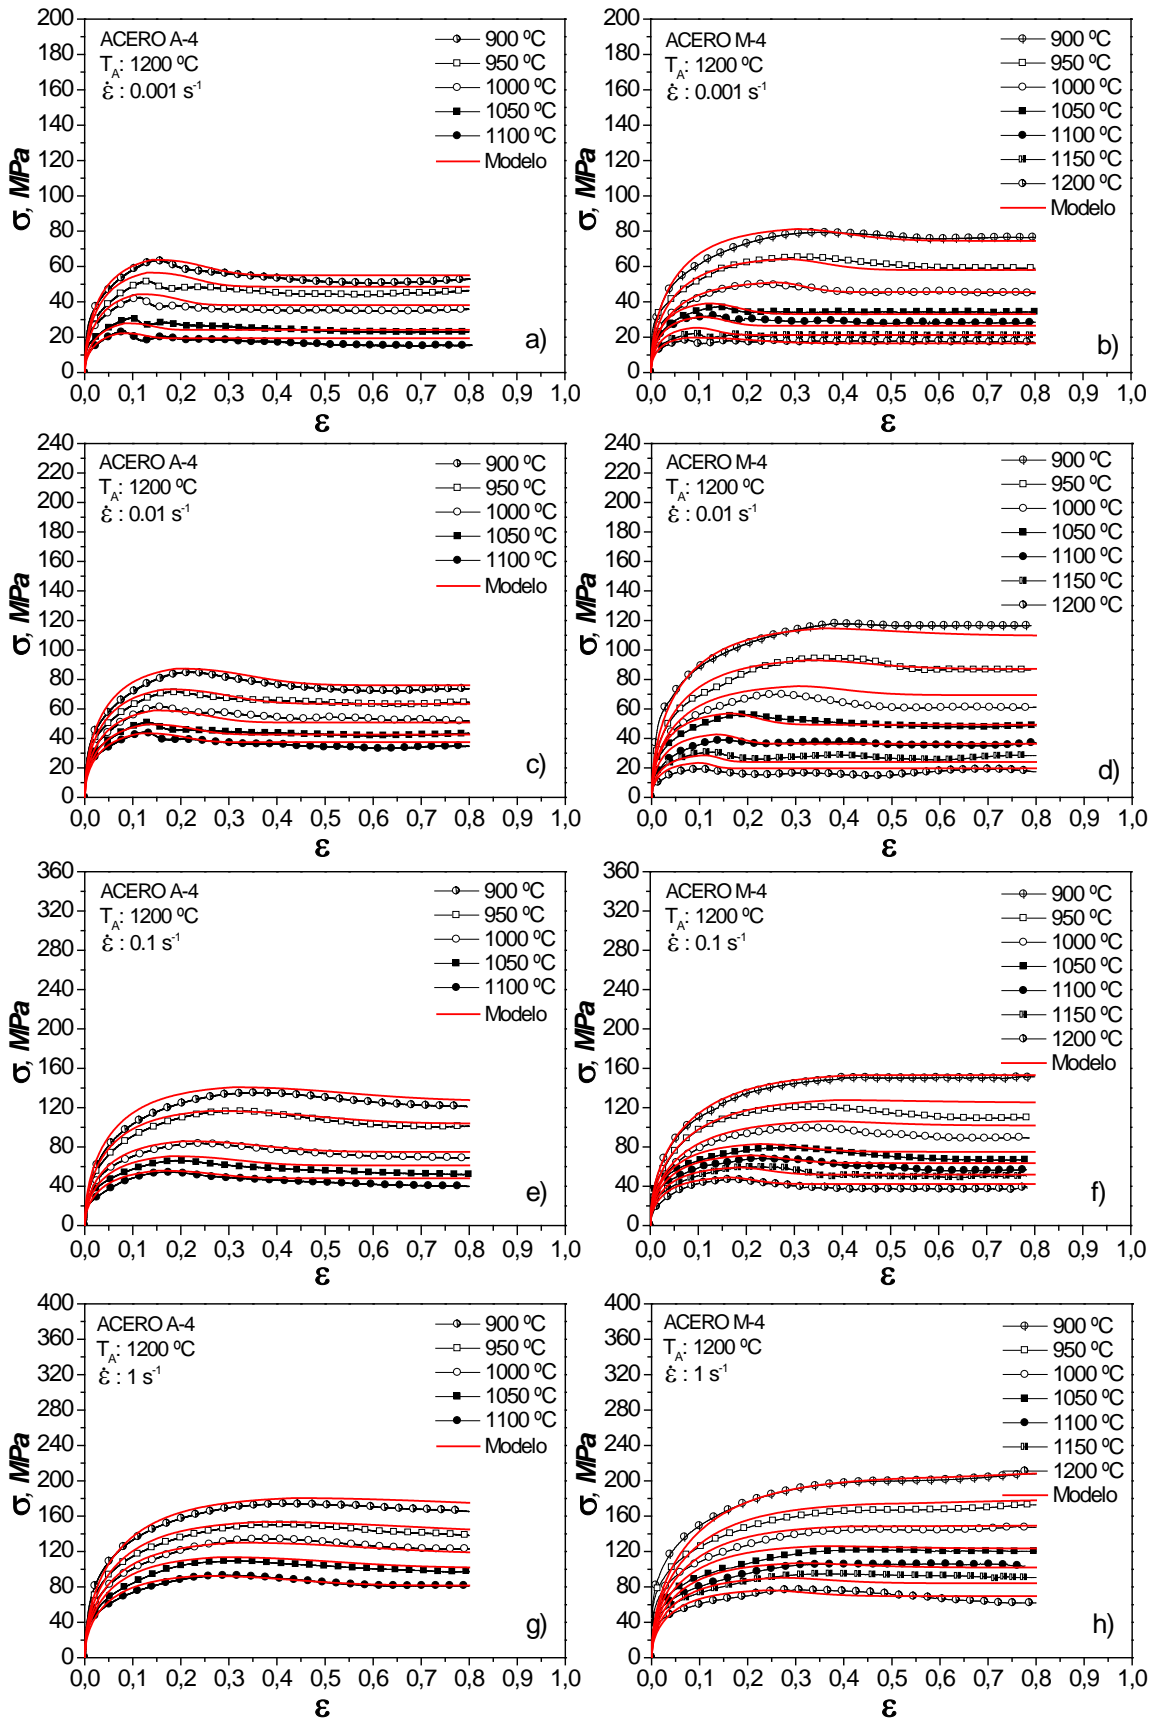 200
180
160
140
120
100
80
60
40
20
0
σ, MPa
ACERO A-4
T_A: 1200 ºC
ε̇ : 0.001 s⁻¹
900 ºC
950 ºC
1000 ºC
1050 ºC
1100 ºC
Modelo
a)
0,0 0,1 0,2 0,3 0,4 0,5 0,6 0,7 0,8 0,9 1,0
ε
200
180
160
140
120
100
80
60
40
20
0
σ, MPa
ACERO M-4
T_A: 1200 ºC
ε̇ : 0.001 s⁻¹
900 ºC
950 ºC
1000 ºC
1050 ºC
1100 ºC
1150 ºC
1200 ºC
Modelo
b)
0,0 0,1 0,2 0,3 0,4 0,5 0,6 0,7 0,8 0,9 1,0
ε
240
220
200
180
160
140
120
100
80
60
40
20
0
σ, MPa
ACERO A-4
T_A: 1200 ºC
ε̇ : 0.01 s⁻¹
900 ºC
950 ºC
1000 ºC
1050 ºC
1100 ºC
Modelo
c)
0,0 0,1 0,2 0,3 0,4 0,5 0,6 0,7 0,8 0,9 1,0
ε
240
220
200
180
160
140
120
100
80
60
40
20
0
σ, MPa
ACERO M-4
T_A: 1200 ºC
ε̇ : 0.01 s⁻¹
900 ºC
950 ºC
1000 ºC
1050 ºC
1100 ºC
1150 ºC
1200 ºC
d)
0,0 0,1 0,2 0,3 0,4 0,5 0,6 0,7 0,8 0,9 1,0
ε
360
320
280
240
200
160
120
80
40
0
σ, MPa
ACERO A-4
T_A: 1200 ºC
ε̇ : 0.1 s⁻¹
900 ºC
950 ºC
1000 ºC
1050 ºC
1100 ºC
Modelo
e)
0,0 0,1 0,2 0,3 0,4 0,5 0,6 0,7 0,8 0,9 1,0
ε
360
320
280
240
200
160
120
80
40
0
σ, MPa
ACERO M-4
T_A: 1200 ºC
ε̇ : 0.1 s⁻¹
900 ºC
950 ºC
1000 ºC
1050 ºC
1100 ºC
1150 ºC
1200 ºC
Modelo
f)
0,0 0,1 0,2 0,3 0,4 0,5 0,6 0,7 0,8 0,9 1,0
ε
400
360
320
280
240
200
160
120
80
40
0
σ, MPa
ACERO A-4
T_A: 1200 ºC
ε̇ : 1 s⁻¹
900 ºC
950 ºC
1000 ºC
1050 ºC
1100 ºC
Modelo
g)
0,0 0,1 0,2 0,3 0,4 0,5 0,6 0,7 0,8 0,9 1,0
ε
400
360
320
280
240
200
160
120
80
40
0
σ, MPa
ACERO M-4
T_A: 1200 ºC
ε̇ : 1 s⁻¹
900 ºC
950 ºC
1000 ºC
1050 ºC
1100 ºC
1150 ºC
1200 ºC
Modelo
h)
0,0 0,1 0,2 0,3 0,4 0,5 0,6 0,7 0,8 0,9 1,0
ε